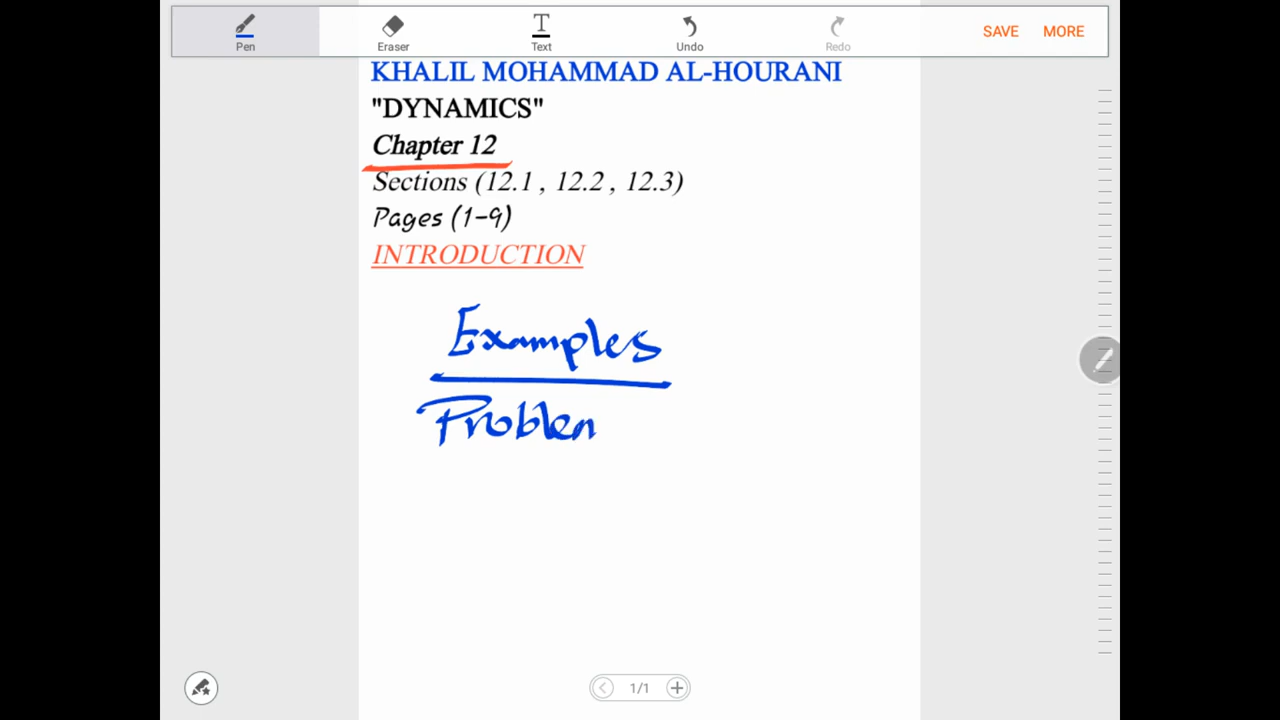 Pen Eraser Text Undo Redo SAVE MORE
KHALIL MOHAMMAD AL-HOURANI
"DYNAMICS"
Chapter 12
Sections (12.1 , 12.2 , 12.3)
Pages (1-9)
INTRODUCTION
Examples
Problem
1/1